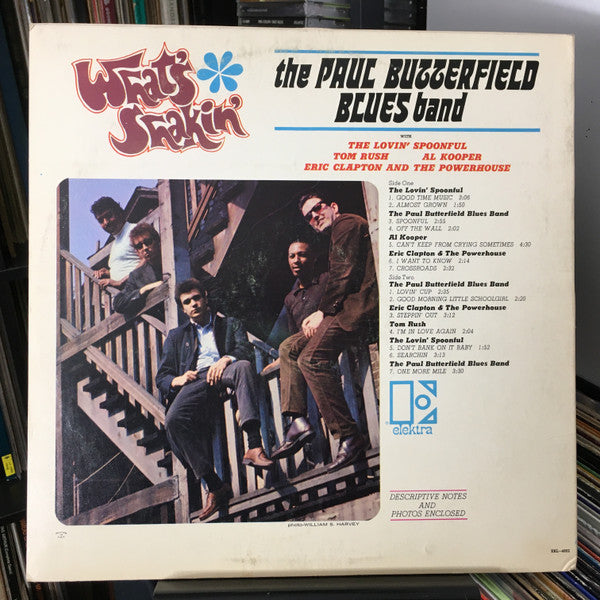 What's
Shakin'
the PAUL BUTTERFIELD
BLUES band
WITH
THE LOVIN' SPOONFUL
TOM RUSH AL KOOPER
ERIC CLAPTON AND THE POWERHOUSE
Side One
The Lovin' Spoonful
1. GOOD TIME MUSIC 3:06
2. ALMOST GROWN 1:50
The Paul Butterfield Blues Band
3. SPOONFUL 2:55
4. OFF THE WALL 2:02
Al Kooper
5. CAN'T KEEP FROM CRYING SOMETIMES 4:30
Eric Clapton & The Powerhouse
6. I WANT TO KNOW 2:14
7. CROSSROADS 2:32
Side Two
The Paul Butterfield Blues Band
1. LOVIN' CUP 2:35
2. GOOD MORNING LITTLE SCHOOLGIRL 2:20
Eric Clapton & The Powerhouse
3. STEPPIN' OUT 3:12
Tom Rush
4. I'M IN LOVE AGAIN 2:04
The Lovin' Spoonful
5. DON'T BANK ON IT BABY 1:52
6. SEARCHIN 3:13
The Paul Butterfield Blues Band
7. ONE MORE MILE 3:30
elektra
DESCRIPTIVE NOTES
AND
PHOTOS ENCLOSED
photo-WILLIAM S. HARVEY
EKL-4002